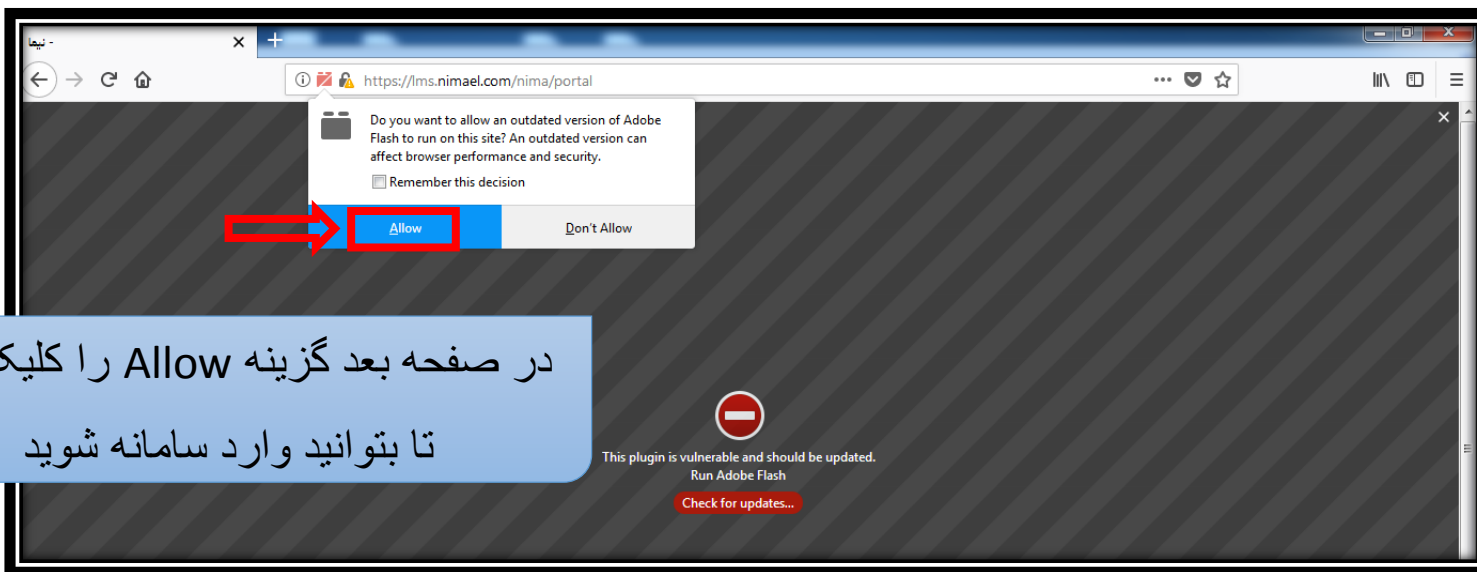 نیما -
https://lms.nimael.com/nima/portal
Do you want to allow an outdated version of Adobe
Flash to run on this site? An outdated version can
affect browser performance and security.
Remember this decision
Allow
Don't Allow
در صفحه بعد گزینه Allow را
تا بتوانید وارد سامانه شوید
This plugin is vulnerable and should be updated.
Run Adobe Flash
Check for updates...